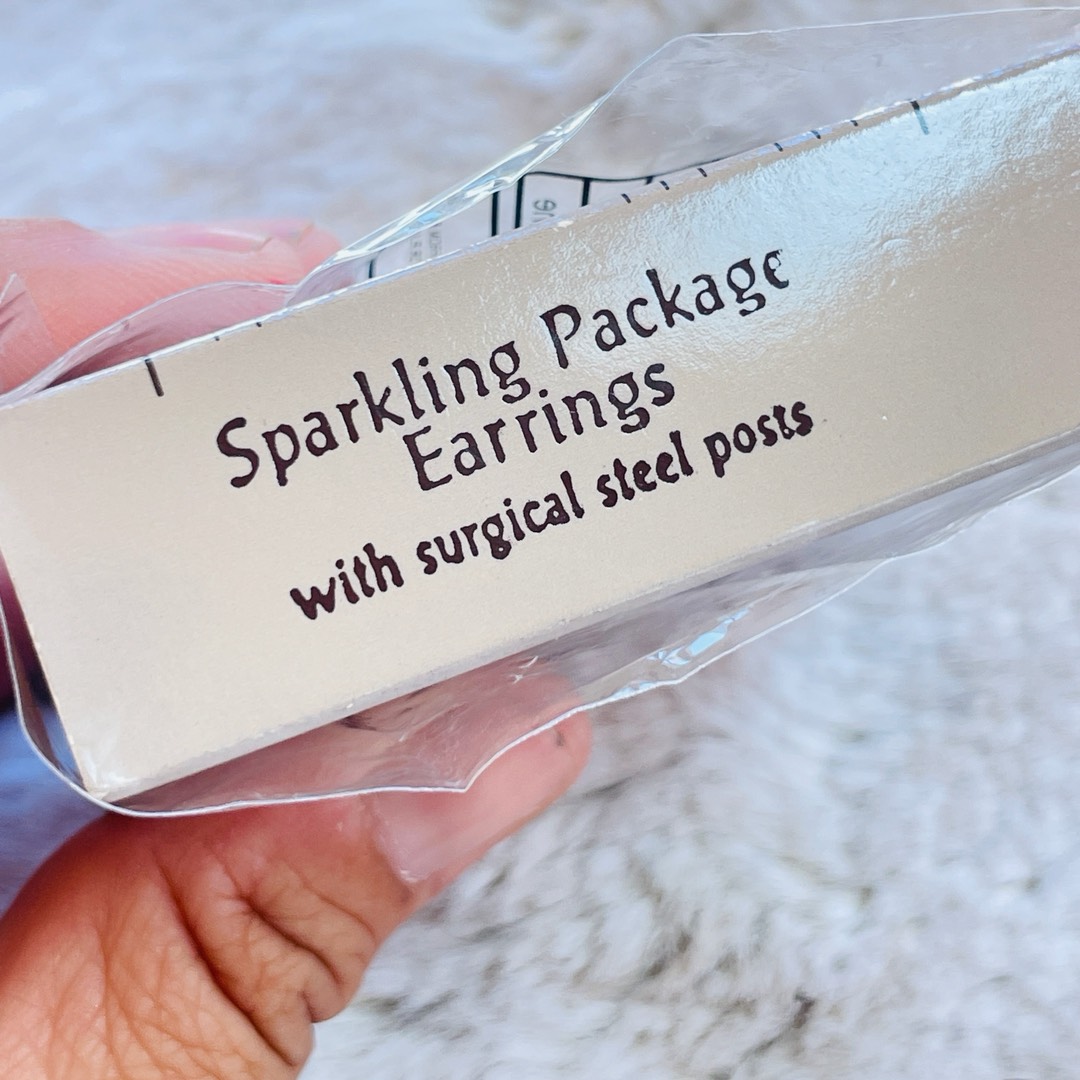 Sparkling Package
Earrings
with surgical steel posts